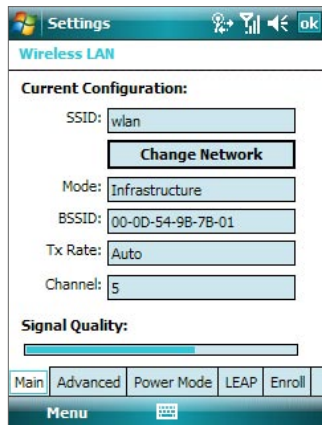 Settings
ok
Wireless LAN
Current Configuration:
SSID: wlan
Change Network
Mode: Infrastructure
BSSID: 00-0D-54-9B-7B-01
Tx Rate: Auto
Channel: 5
Signal Quality:
Main Advanced Power Mode LEAP Enroll
Menu